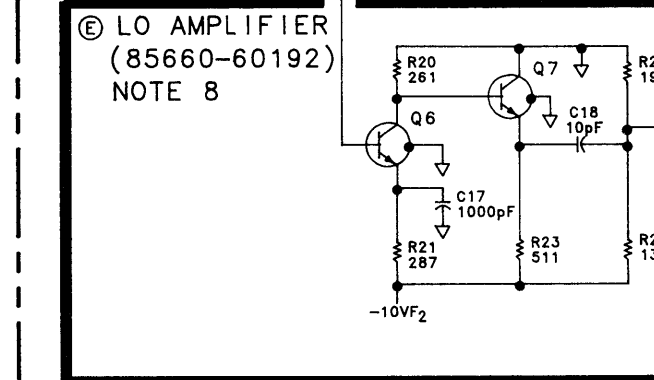 Ⓔ LO AMPLIFIER
(85660-60192)
NOTE 8
R20
261
Q7
Q6
C18
10pF
C17
1000pF
R21
287
R23
511
-10VF2